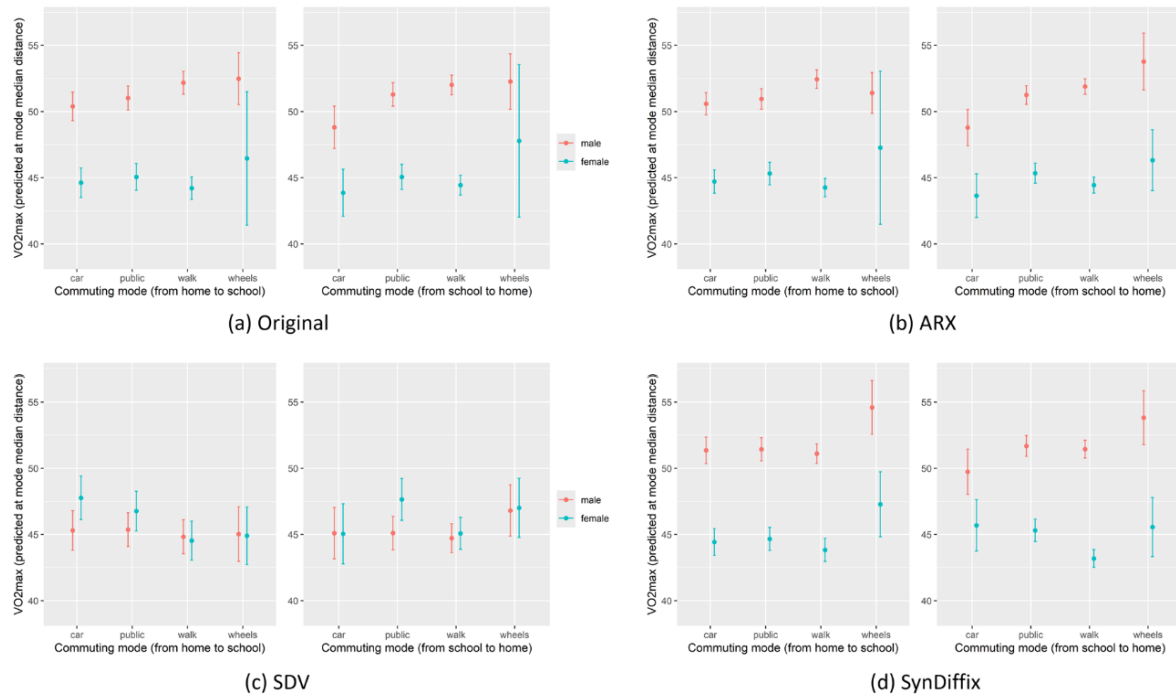 VO2max (predicted at mode median distance)
55
50
45
40
car public walk wheels
Commuting mode (from home to school)
55
50
45
40
car public walk wheels
Commuting mode (from school to home)
male
female
(a) Original
VO2max (predicted at mode median distance)
55
50
45
40
car public walk wheels
Commuting mode (from home to school)
55
50
45
40
car public walk wheels
Commuting mode (from school to home)
(b) ARX
VO2max (predicted at mode median distance)
55
50
45
40
car public walk wheels
Commuting mode (from home to school)
55
50
45
40
car public walk wheels
Commuting mode (from school to home)
male
female
(c) SDV
VO2max (predicted at mode median distance)
55
50
45
40
car public walk wheels
Commuting mode (from home to school)
55
50
45
40
car public walk wheels
Commuting mode (from school to home)
(d) SynDiffix